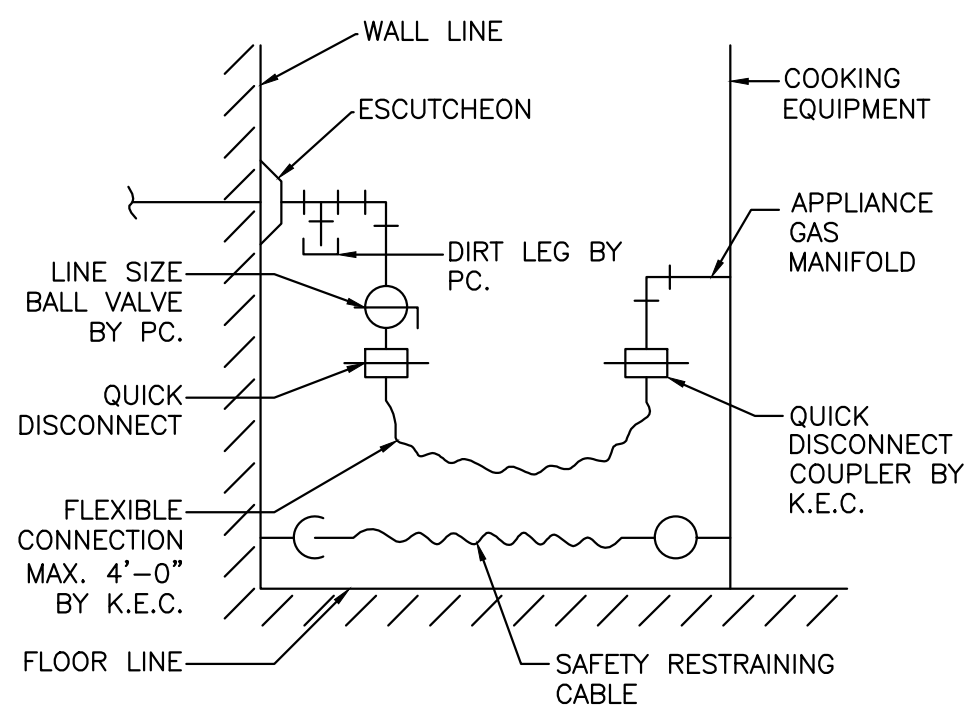 WALL LINE
ESCUTCHEON
COOKING
EQUIPMENT
APPLIANCE
GAS
MANIFOLD
DIRT LEG BY
PC.
LINE SIZE
BALL VALVE
BY PC.
QUICK
DISCONNECT
QUICK
DISCONNECT
COUPLER BY
K.E.C.
FLEXIBLE
CONNECTION
MAX. 4'-0"
BY K.E.C.
FLOOR LINE
SAFETY RESTRAINING
CABLE